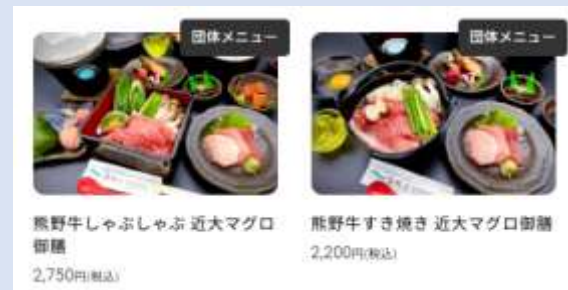 団体メニュー
団体メニュー
熊野牛しゃぶしゃぶ 近大マグロ
御膳
2,750円(税込)
熊野牛すき焼き 近大マグロ御膳
2,200円(税込)